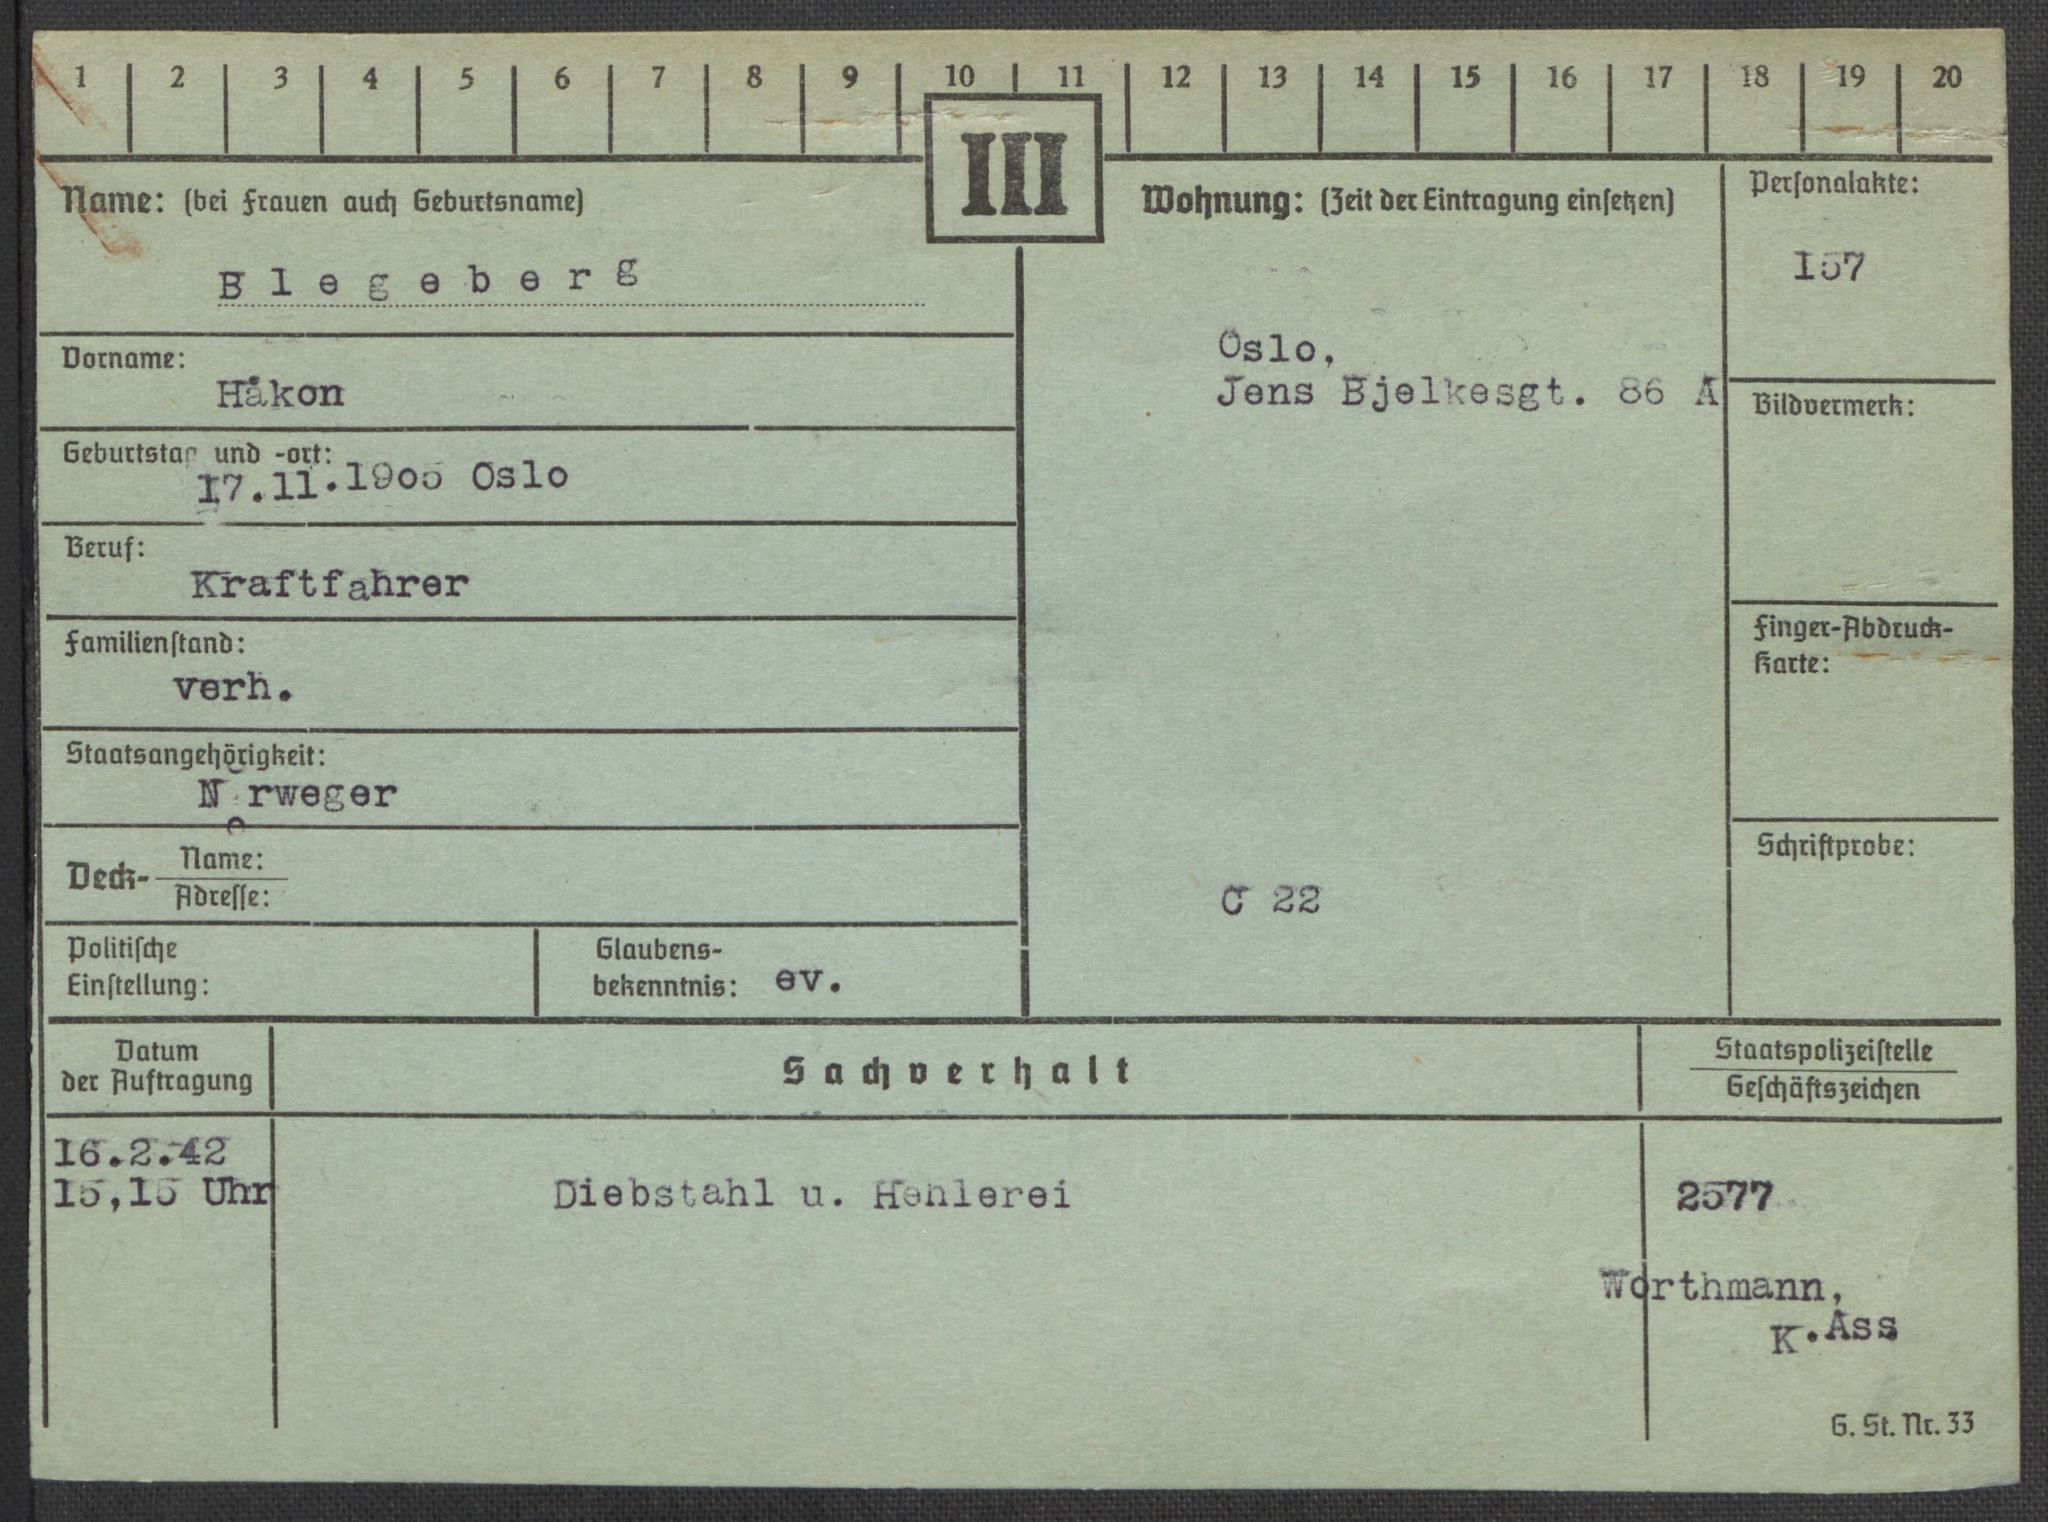 1 2 3 4 5 6 7 8 9 10 11 12 13 14 15 16 17 18 19 20
III
Name: (bei Frauen auch Geburtsname)
Blegeberg
Vorname:
Håkon
Geburtstag und -ort:
17.11.1905 Oslo
Beruf:
Kraftfahrer
Familienstand:
verh.
Staatsangehörigkeit:
Norweger
Deck- Name:
Adresse:
Politische
Einstellung:
Glaubens-
bekenntnis: ev.
Wohnung: (Zeit der Eintragung einsetzen)
Oslo,
Jens Bjelkesgt. 86 A
C 22
Personalakte:
157
Bildvermerk:
Finger-Abdruck-
Karte:
Schriftprobe:
Datum
der Auftragung
Sachverhalt
Staatspolizeistelle
Geschäftszeichen
16.2.42
15,15 Uhr
Diebstahl u. Hehlerei
2577
Worthmann,
K.Ass
G. St. Nr. 33